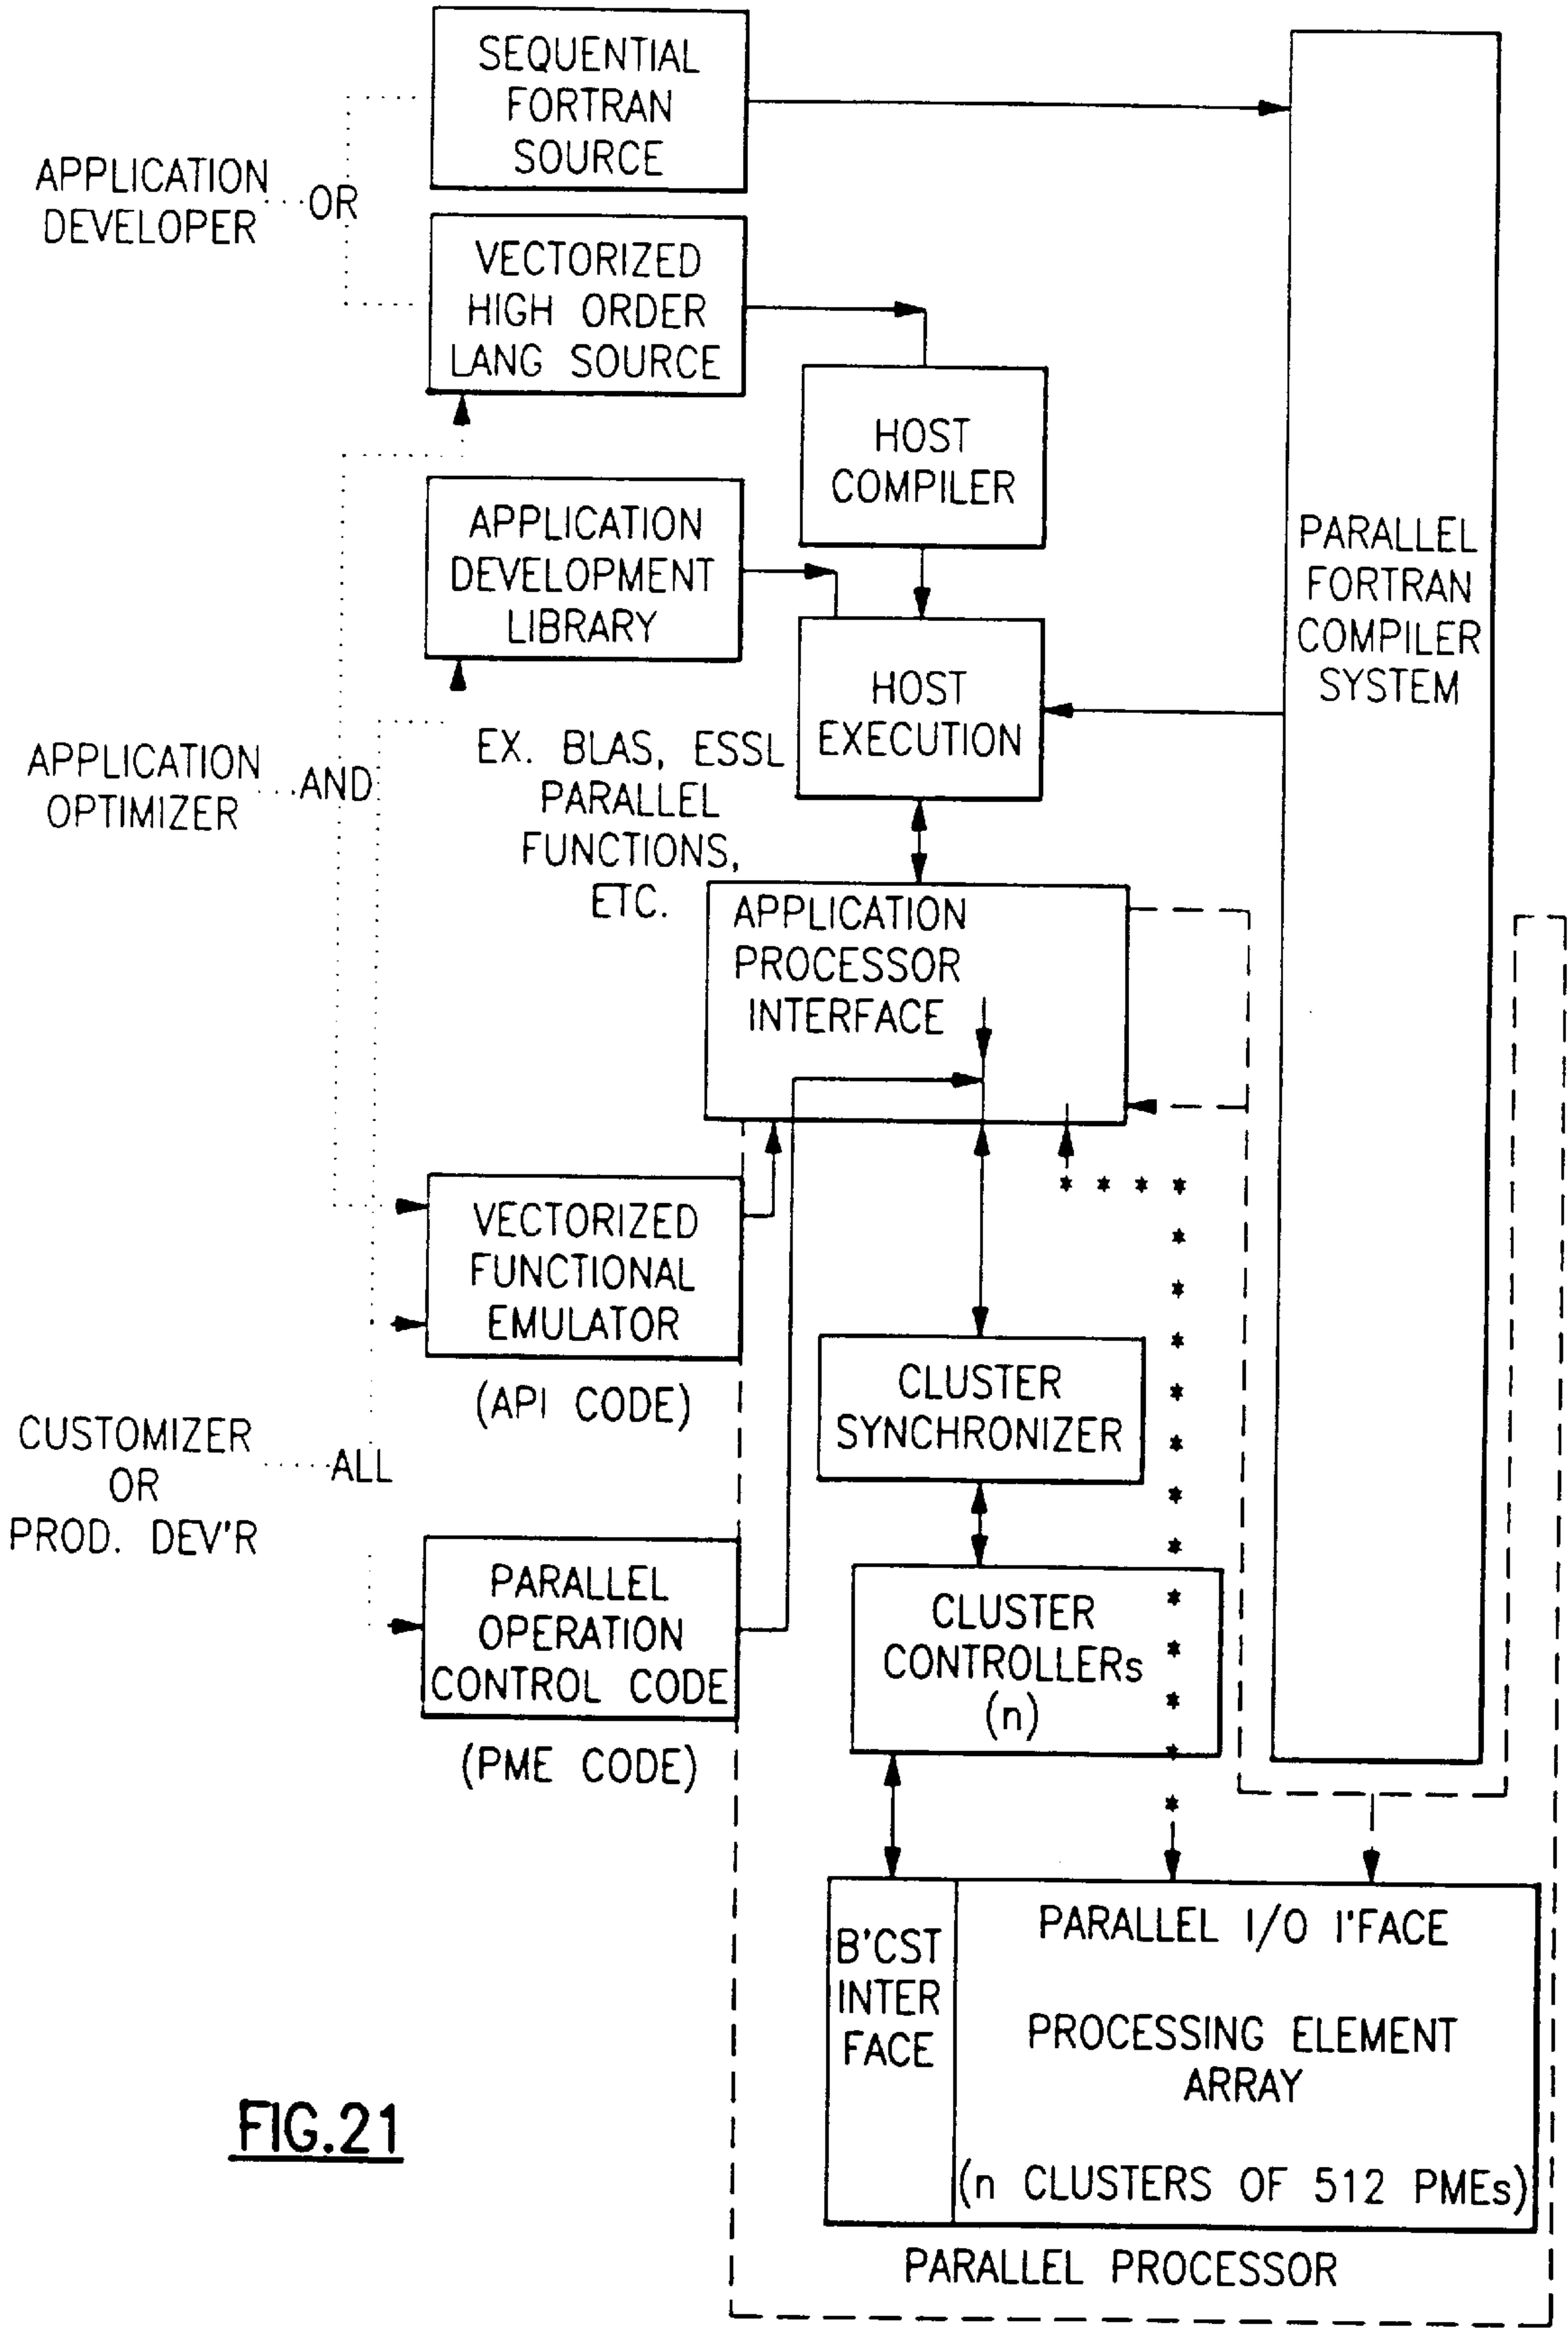 SEQUENTIAL
FORTRAN
SOURCE
APPLICATION
DEVELOPER
OR
VECTORIZED
HIGH ORDER
LANG SOURCE
HOST
COMPILER
APPLICATION
DEVELOPMENT
LIBRARY
PARALLEL
FORTRAN
COMPILER
SYSTEM
HOST
EXECUTION
APPLICATION
OPTIMIZER
AND
EX. BLAS, ESSL
PARALLEL
FUNCTIONS,
ETC.
APPLICATION
PROCESSOR
INTERFACE
VECTORIZED
FUNCTIONAL
EMULATOR
(API CODE)
CLUSTER
SYNCHRONIZER
CUSTOMIZER
OR
PROD. DEV'R
ALL
PARALLEL
OPERATION
CONTROL CODE
(PME CODE)
CLUSTER
CONTROLLERs
(n)
B'CST
INTER
FACE
PARALLEL I/O I'FACE
PROCESSING ELEMENT
ARRAY
(n CLUSTERS OF 512 PMEs)
PARALLEL PROCESSOR
FIG.21